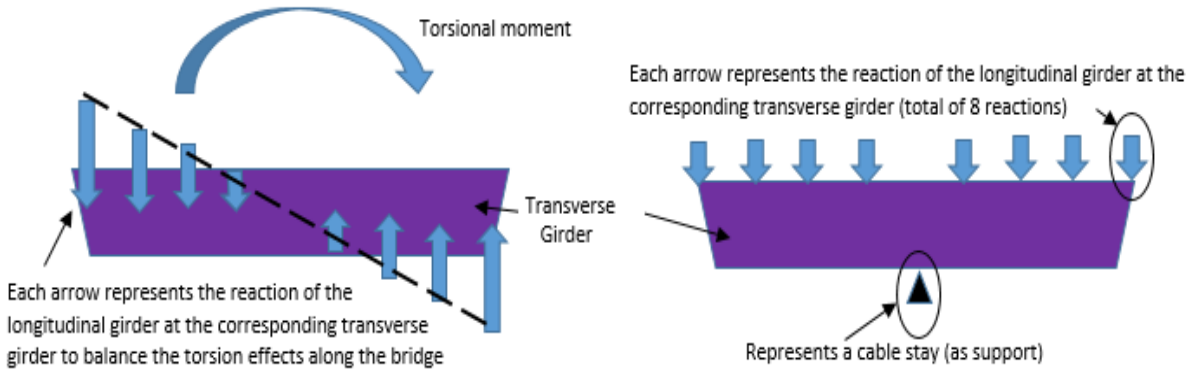 Torsional moment
Each arrow represents the reaction of the
longitudinal girder at the corresponding transverse
girder to balance the torsion effects along the bridge
Transverse
Girder
Each arrow represents the reaction of the longitudinal girder at the
corresponding transverse girder (total of 8 reactions)
Represents a cable stay (as support)